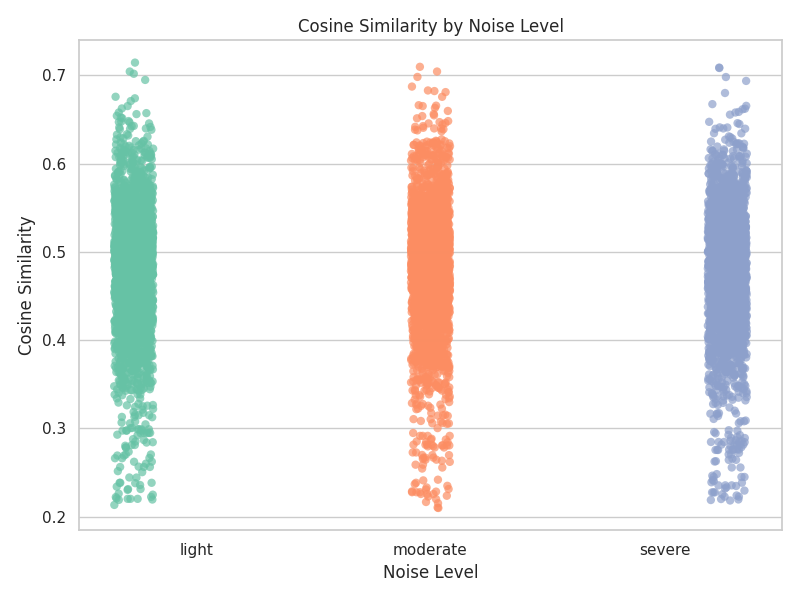 Cosine Similarity by Noise Level
Cosine Similarity
0.7
0.6
0.5
0.4
0.3
0.2
light moderate severe
Noise Level